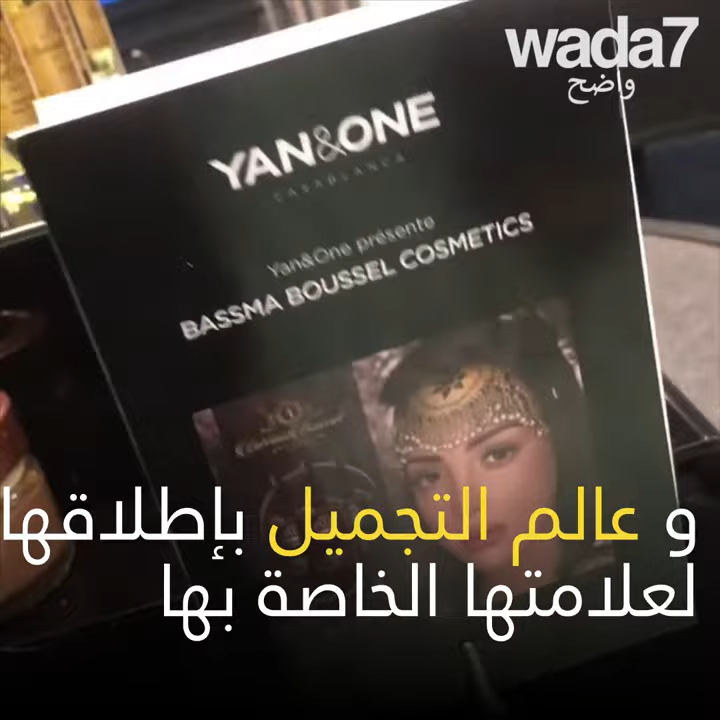 wada7
واضح
YAN&ONE
CASABLANCA
Yan&One présente
BASSMA BOUSSEL COSMETICS
و عالم التجميل بإطلاقها
لعلامتها الخاصة بها